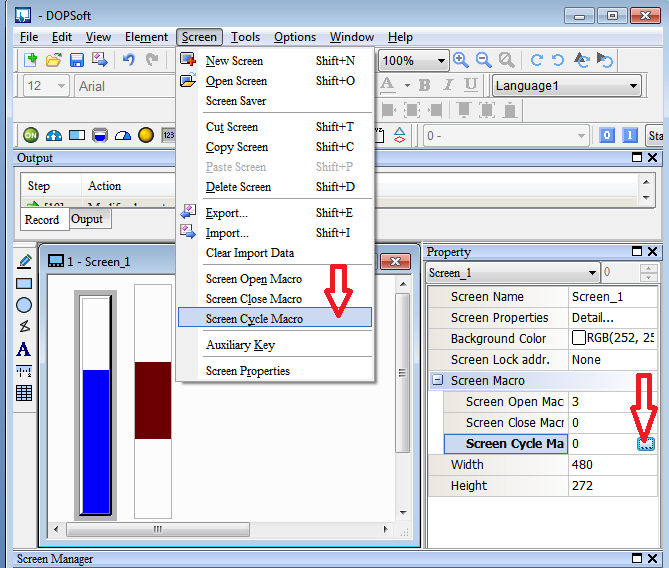 - DOPSoft
File Edit View Element Screen Tools Options Window Help
New Screen Shift+N
100%
Open Screen Shift+O
12 Arial
Screen Saver
A B I U Language1
Cut Screen Shift+T
ON 123
Copy Screen Shift+C
0 - 0 1 Sta
Paste Screen Shift+P
Output
Delete Screen Shift+D
Step Action
Export... Shift+E
Record Ouput
Import... Shift+I
Clear Import Data
Screen Open Macro
Screen Close Macro
Screen Cycle Macro
Auxiliary Key
Screen Properties
1 - Screen_1
A
Property
Screen_1 0
Screen Name Screen_1
Screen Properties Detail...
Background Color RGB(252, 25
Screen Lock addr. None
Screen Macro
Screen Open Mac 3
Screen Close Macr 0
Screen Cycle Ma 0 ...
Width 480
Height 272
Screen Manager